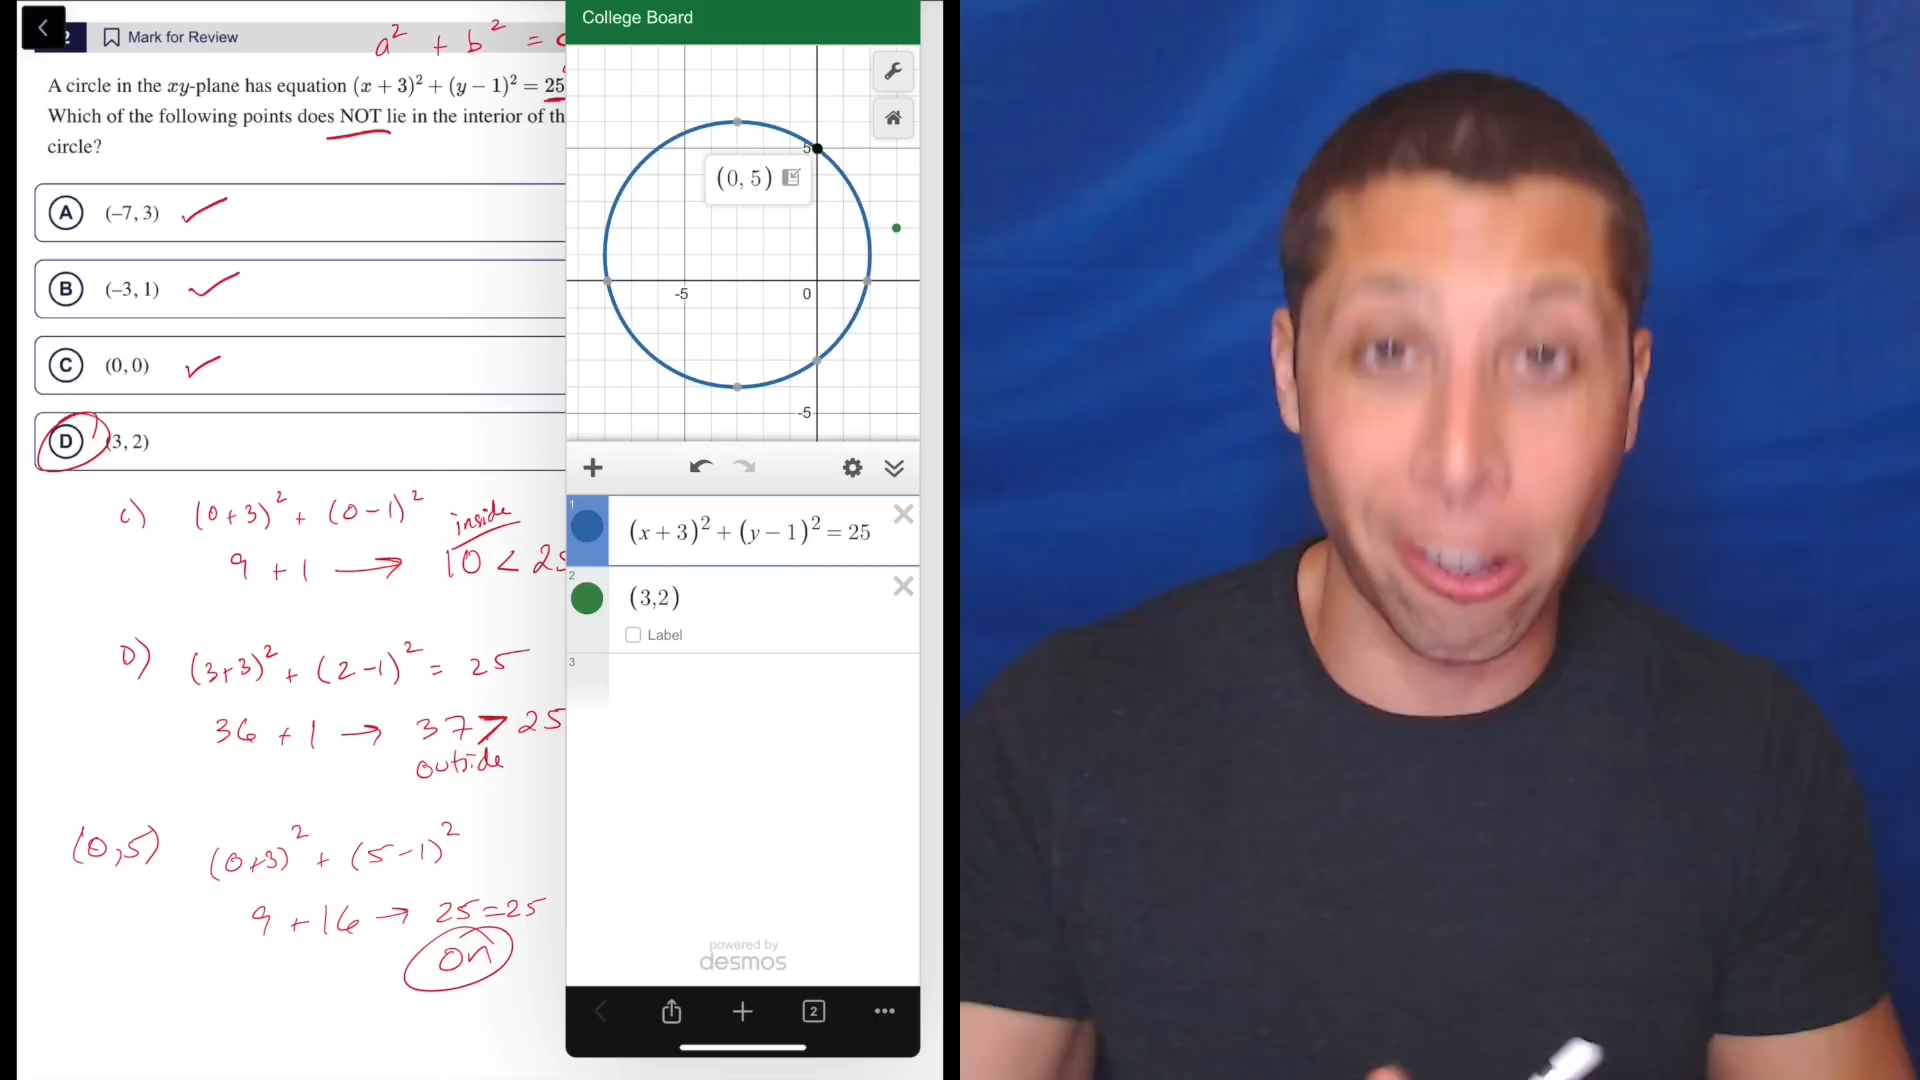 Mark for Review
a² + b² =
A circle in the xy-plane has equation (x + 3)² + (y − 1)² = 25
Which of the following points does NOT lie in the interior of th
circle?
A (–7, 3)
B (–3, 1)
C (0, 0)
D (3, 2)
c) (0+3)² + (0-1)²
inside
9 + 1 → 10 < 25
D) (3+3)² + (2-1)² = 25
36 + 1 → 37 > 25
outside
(0,5) (0+3)² + (5-1)²
9 + 16 → 25=25
on
College Board
5
(0, 5)
-5 0
-5
1
(x + 3)² + (y − 1)² = 25
2
(3,2)
Label
3
powered by
desmos
2